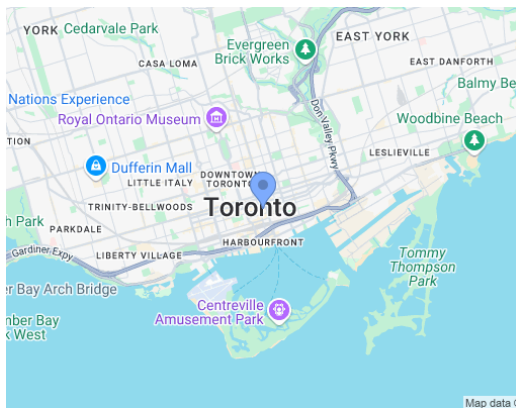 YORK
Cedarvale Park
EAST YORK
Evergreen
Brick Works
CASA LOMA
EAST DANFORTH
Balmy Be
Nations Experience
Royal Ontario Museum
Don Valley Pkwy
Woodbine Beach
TION
LESLIEVILLE
Dufferin Mall
DOWNTOWN
TORONTO
LITTLE ITALY
TRINITY-BELLWOODS
Toronto
h Park
PARKDALE
HARBOURFRONT
Gardiner Expy
LIBERTY VILLAGE
Tommy
Thompson
Park
er Bay Arch Bridge
Centreville
Amusement Park
mber Bay
k West
Map data ©